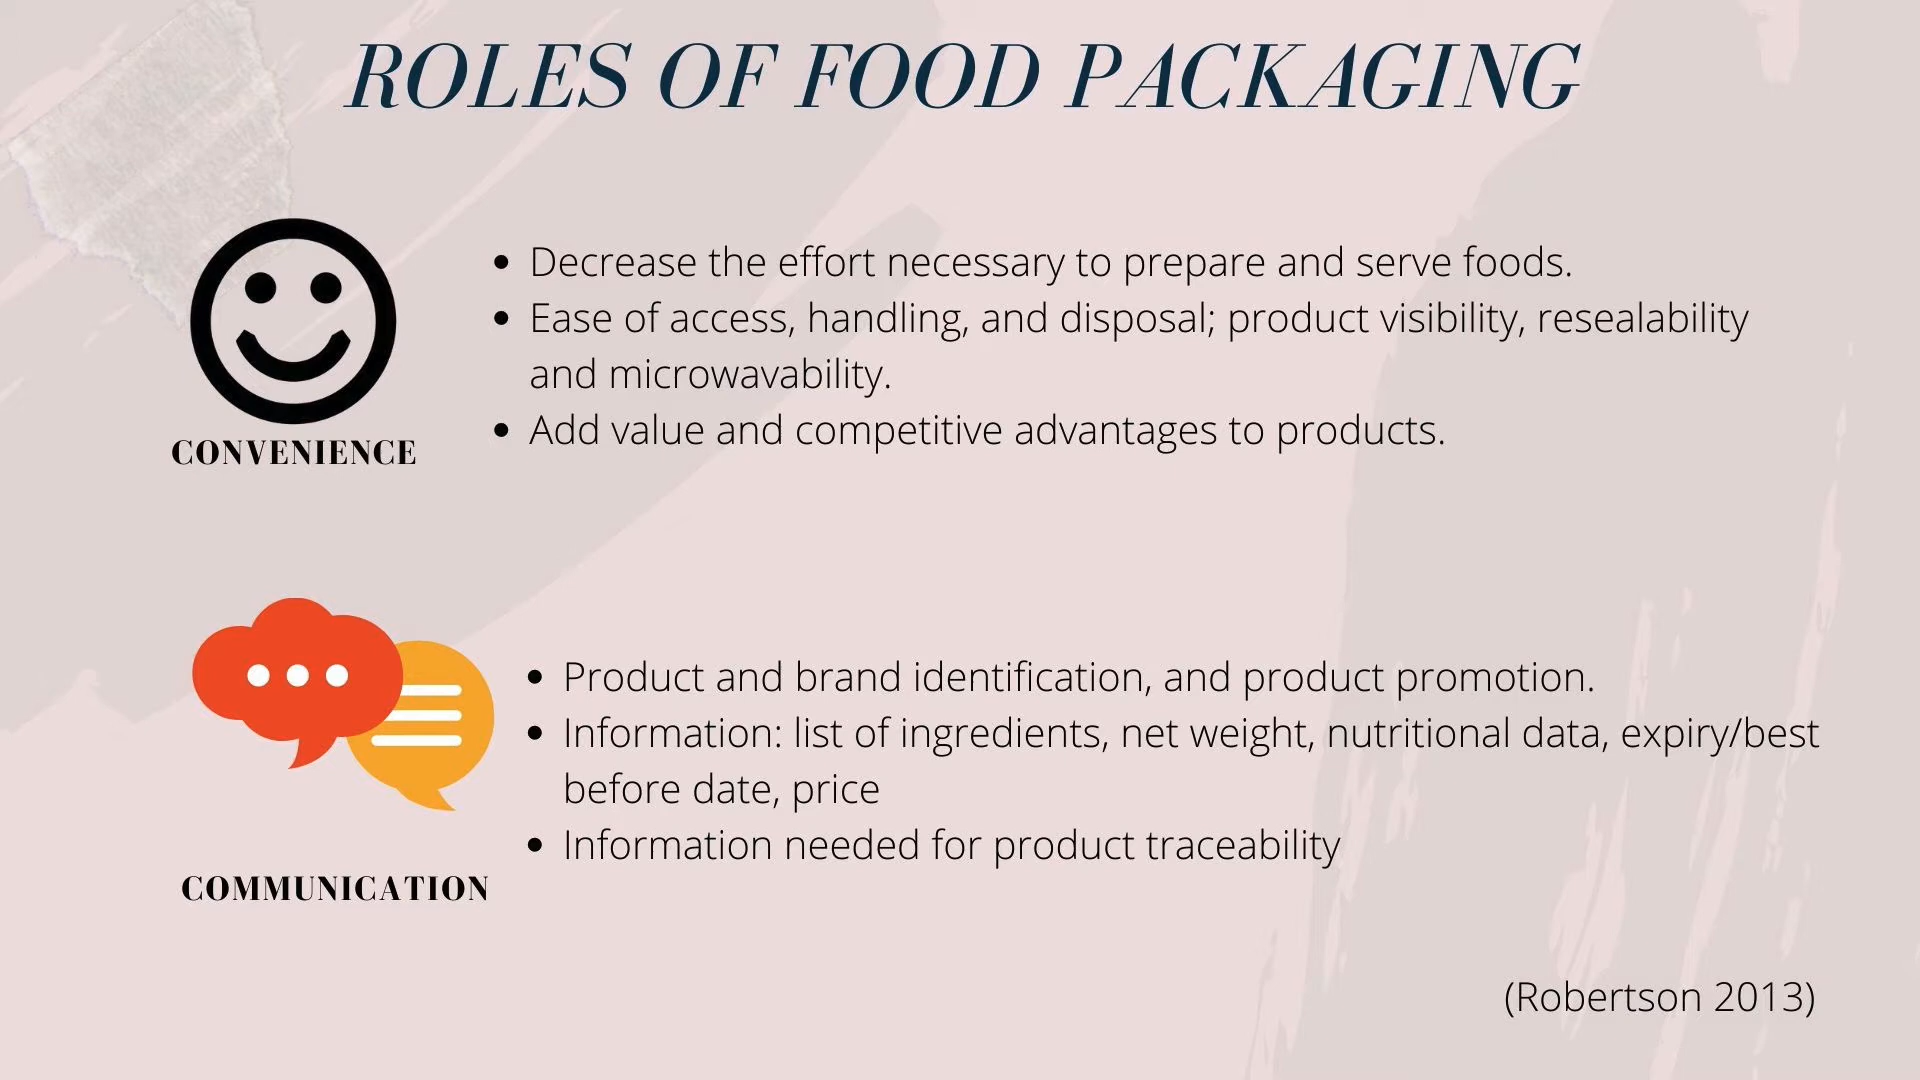 ROLES OF FOOD PACKAGING
• Decrease the effort necessary to prepare and serve foods.
• Ease of access, handling, and disposal; product visibility, resealability
and microwavability.
• Add value and competitive advantages to products.
CONVENIENCE
• Product and brand identification, and product promotion.
• Information: list of ingredients, net weight, nutritional data, expiry/best
before date, price
• Information needed for product traceability
COMMUNICATION
(Robertson 2013)